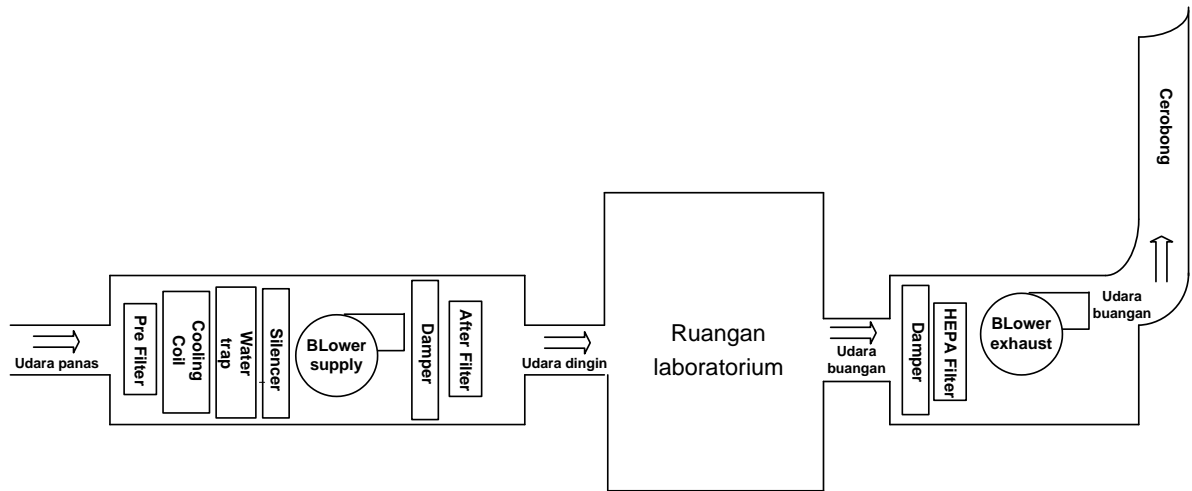 Udara panas
Pre Filter
Cooling
Coil
Water
trap
Silencer
BLower
supply
Damper
After Filter
Udara dingin
Ruangan
laboratorium
Udara
buangan
Damper
HEPA Filter
BLower
exhaust
Udara
buangan
Cerobong